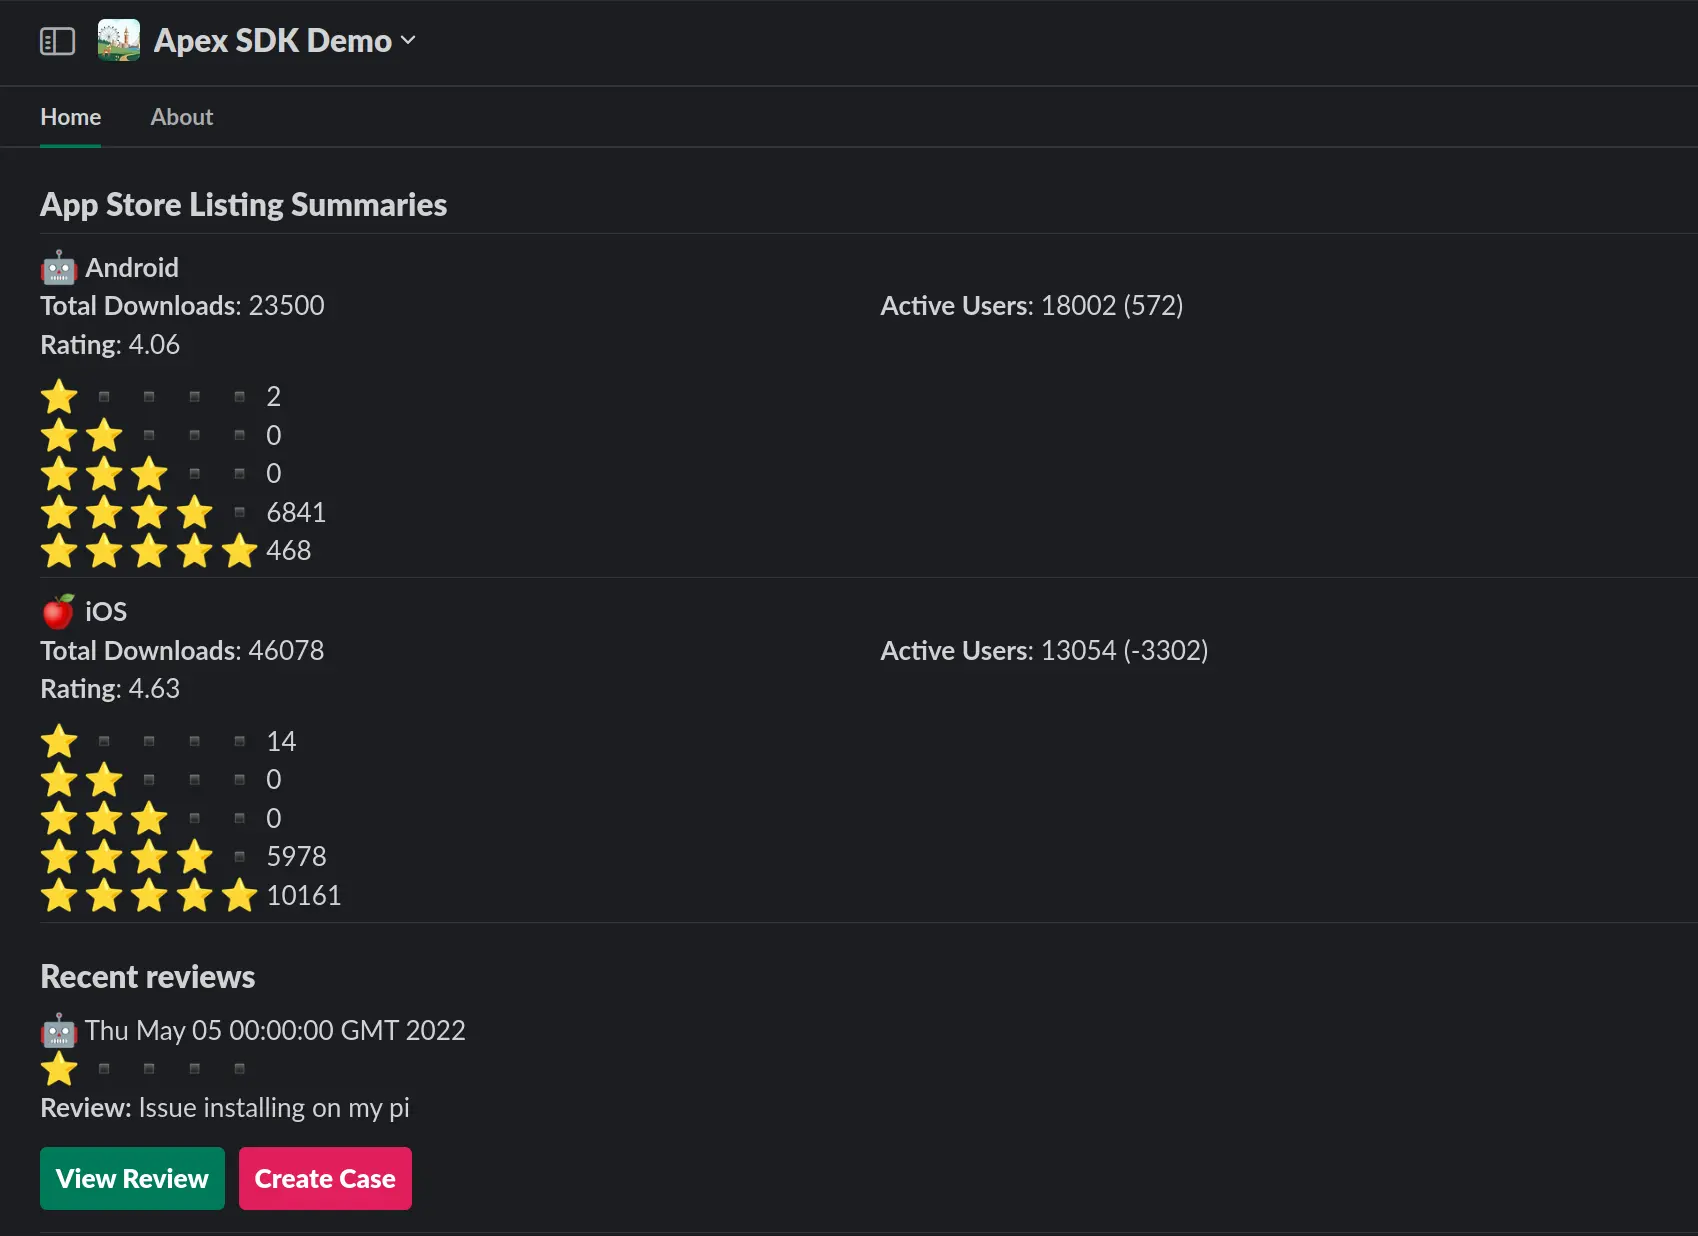 Apex SDK Demo
Home About
App Store Listing Summaries
Android
Total Downloads: 23500 Active Users: 18002 (572)
Rating: 4.06
2
0
0
6841
468
iOS
Total Downloads: 46078 Active Users: 13054 (-3302)
Rating: 4.63
14
0
0
5978
10161
Recent reviews
Thu May 05 00:00:00 GMT 2022
Review: Issue installing on my pi
View Review Create Case